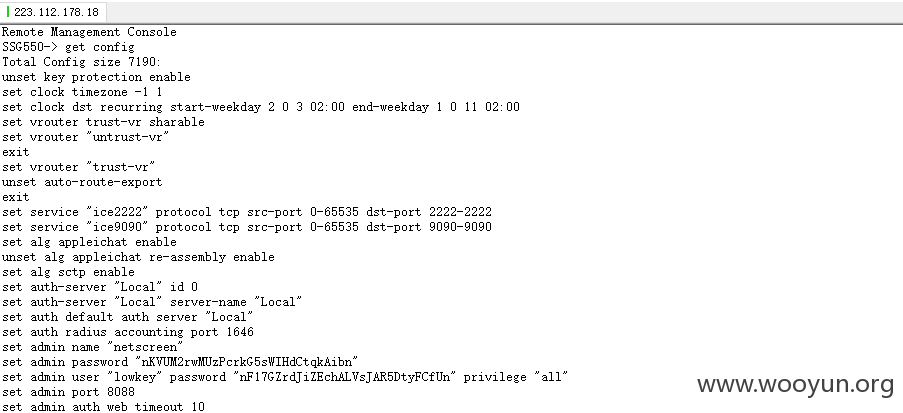 223.112.178.18
Remote Management Console
SSG550-> get config
Total Config size 7190:
unset key protection enable
set clock timezone -1 1
set clock dst recurring start-weekday 2 0 3 02:00 end-weekday 1 0 11 02:00
set vrouter trust-vr sharable
set vrouter "untrust-vr"
exit
set vrouter "trust-vr"
unset auto-route-export
exit
set service "ice2222" protocol tcp src-port 0-65535 dst-port 2222-2222
set service "ice9090" protocol tcp src-port 0-65535 dst-port 9090-9090
set alg appleichat enable
unset alg appleichat re-assembly enable
set alg sctp enable
set auth-server "Local" id 0
set auth-server "Local" server-name "Local"
set auth default auth server "Local"
set auth radius accounting port 1646
set admin name "netscreen"
set admin password "nKVUM2rwMUzPcrkG5sWIHdCtqkAibn"
set admin user "lowkey" password "nF17GZrdJiZEchALVsJAR5DtyFCfUn" privilege "all"
set admin port 8088
set admin auth web timeout 10
www.wooyun.org